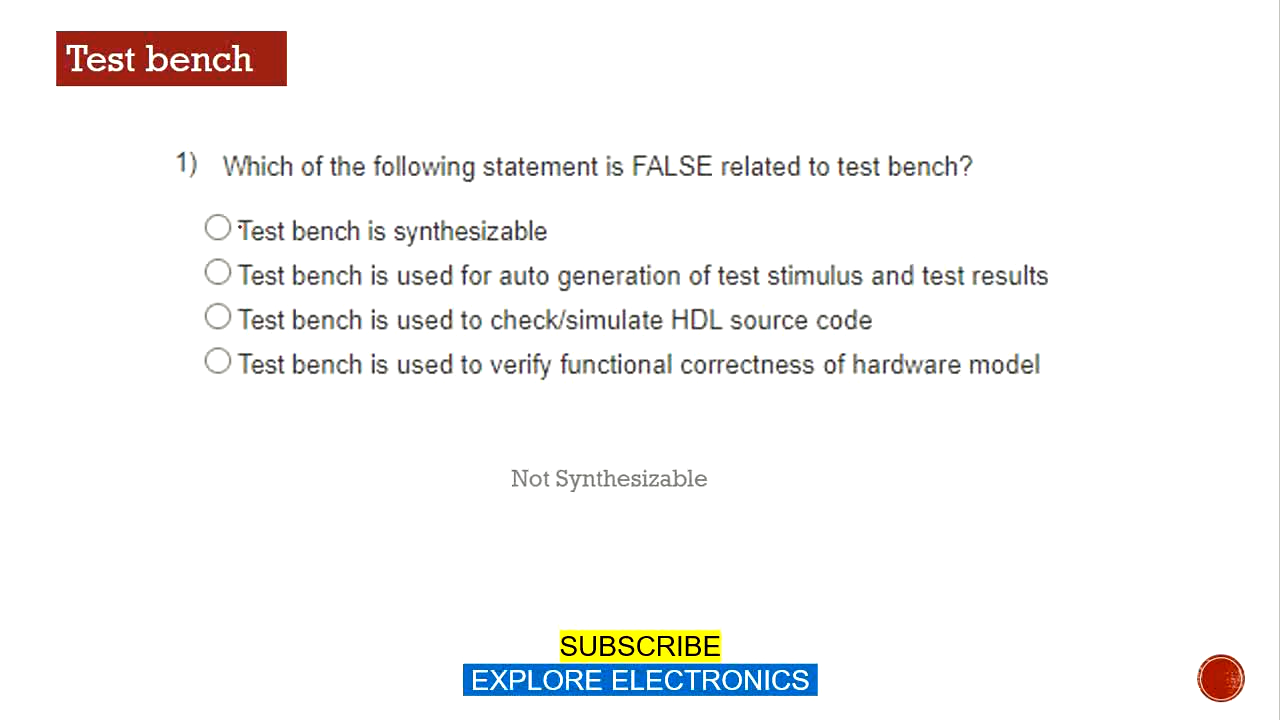 Test bench
1) Which of the following statement is FALSE related to test bench?
Test bench is synthesizable
Test bench is used for auto generation of test stimulus and test results
Test bench is used to check/simulate HDL source code
Test bench is used to verify functional correctness of hardware model
Not Synthesizable
SUBSCRIBE
EXPLORE ELECTRONICS